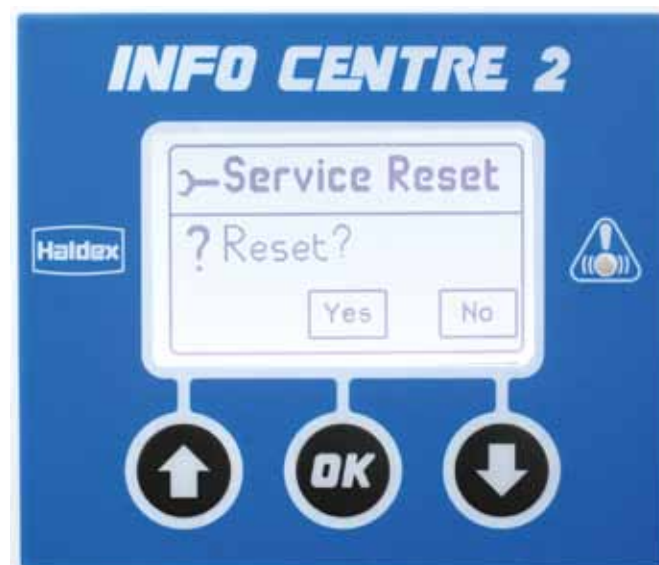 INFO CENTRE 2
Service Reset
Haldex
? Reset?
Yes No
OK